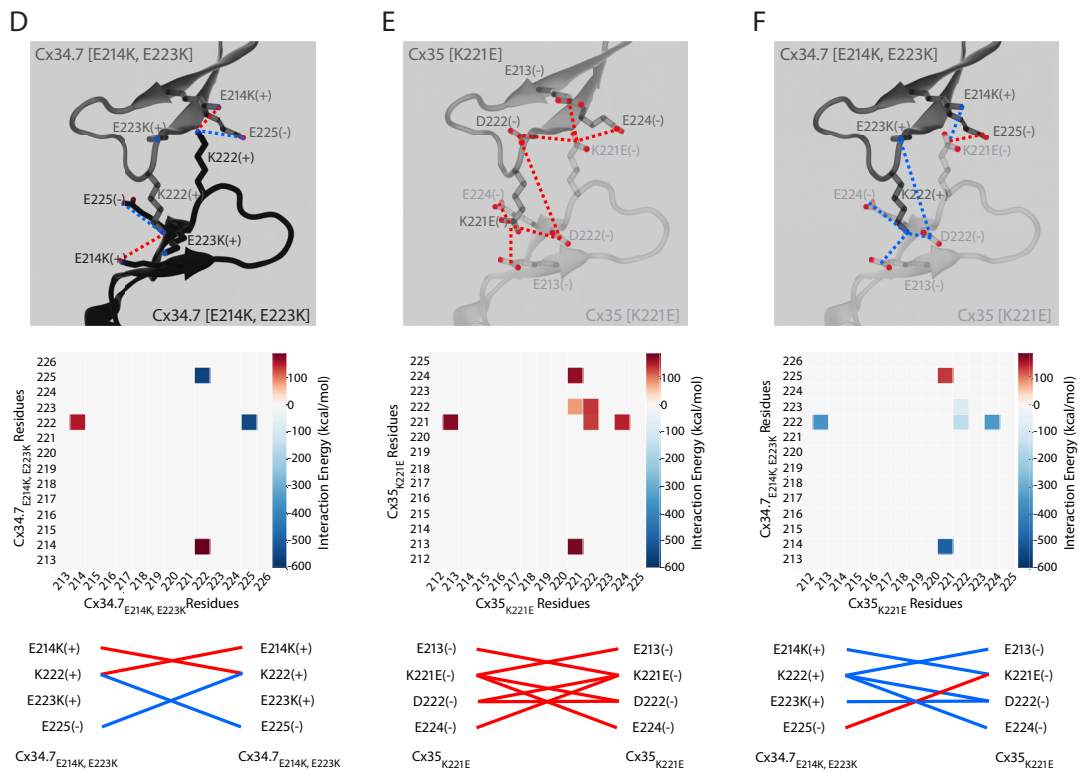 D
Cx34.7 [E214K, E223K]
E214K(+)
E223K(+)
E225(-)
K222(+)
K222(+)
E225(-)
E223K(+)
E214K(+)
Cx34.7 [E214K, E223K]
226
225
224
223
222
221
220
219
218
217
216
215
214
213
Cx34.7E214K, E223K Residues
213
214
215
216
217
218
219
220
221
222
223
224
225
226
Cx34.7E214K, E223K Residues
100
0
-100
-200
-300
-400
-500
-600
Interaction Energy (kcal/mol)
E214K(+)
K222(+)
E223K(+)
E225(-)
Cx34.7E214K, E223K
E214K(+)
K222(+)
E223K(+)
E225(-)
Cx34.7E214K, E223K
E
Cx35 [K221E]
E213(-)
D222(-)
E224(-)
K221E(-)
E224(-)
K221E(-)
D222(-)
E213(-)
Cx35 [K221E]
225
224
223
222
221
220
219
218
217
216
215
214
213
212
Cx35K221E Residues
212
213
214
215
216
217
218
219
220
221
222
223
224
225
Cx35K221E Residues
100
0
-100
-200
-300
-400
-500
-600
Interaction Energy (kcal/mol)
E213(-)
K221E(-)
D222(-)
E224(-)
Cx35K221E
E213(-)
K221E(-)
D222(-)
E224(-)
Cx35K221E
F
Cx34.7 [E214K, E223K]
E214K(+)
E223K(+)
E225(-)
K221E(-)
E224(-)
K222(+)
D222(-)
E213(-)
Cx35 [K221E]
226
225
224
223
222
221
220
219
218
217
216
215
214
213
Cx34.7E214K, E223K Residues
212
213
214
215
216
217
218
219
220
221
222
223
224
225
Cx35K221E Residues
100
0
-100
-200
-300
-400
-500
-600
Interaction Energy (kcal/mol)
E214K(+)
K222(+)
E223K(+)
E225(-)
Cx34.7E214K, E223K
E213(-)
K221E(-)
D222(-)
E224(-)
Cx35K221E